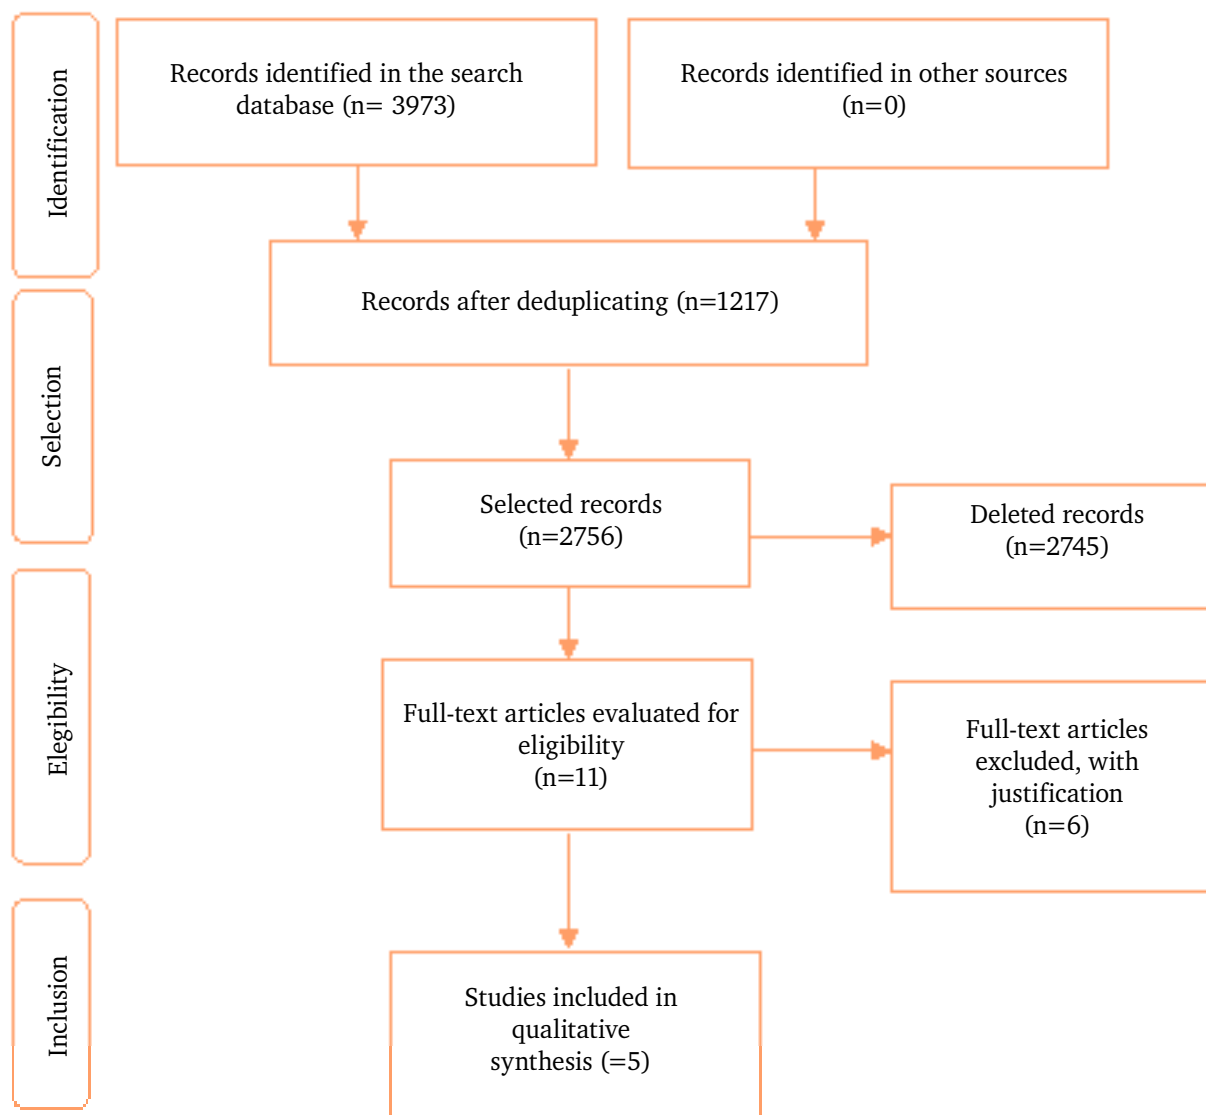 Identification
Records identified in the search
database (n= 3973)
Records identified in other sources
(n=0)
Records after deduplicating (n=1217)
Selection
Selected records
(n=2756)
Deleted records
(n=2745)
Elegibility
Full-text articles evaluated for
eligibility
(n=11)
Full-text articles
excluded, with
justification
(n=6)
Inclusion
Studies included in
qualitative
synthesis (=5)